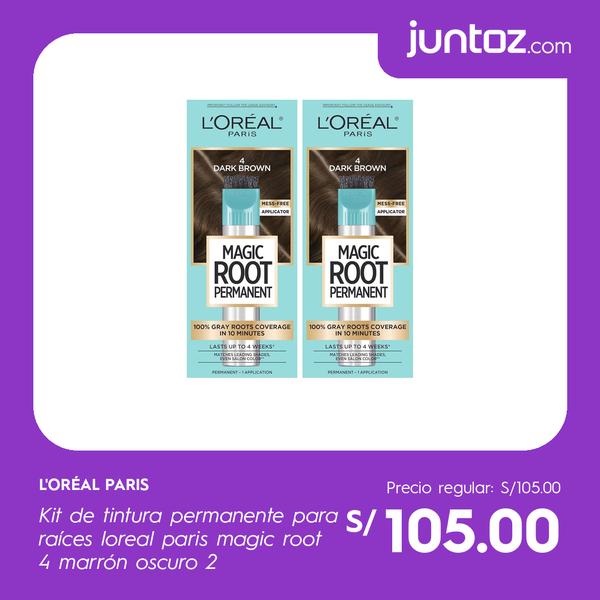 juntoz.com
L'ORÉAL®
PARIS
4
DARK BROWN
MESS-FREE
APPLICATOR
MAGIC
ROOT
PERMANENT
100% GRAY ROOTS COVERAGE
IN 10 MINUTES
LASTS UP TO 4 WEEKS*
MATCHES LEADING SHADES,
EVEN SALON COLOR**
PERMANENT - 1 APPLICATION
L'ORÉAL®
PARIS
4
DARK BROWN
MESS-FREE
APPLICATOR
MAGIC
ROOT
PERMANENT
100% GRAY ROOTS COVERAGE
IN 10 MINUTES
LASTS UP TO 4 WEEKS*
MATCHES LEADING SHADES,
EVEN SALON COLOR**
PERMANENT - 1 APPLICATION
L'ORÉAL PARIS
Kit de tintura permanente para
raíces loreal paris magic root
4 marrón oscuro 2
Precio regular: S/105.00
S/105.00